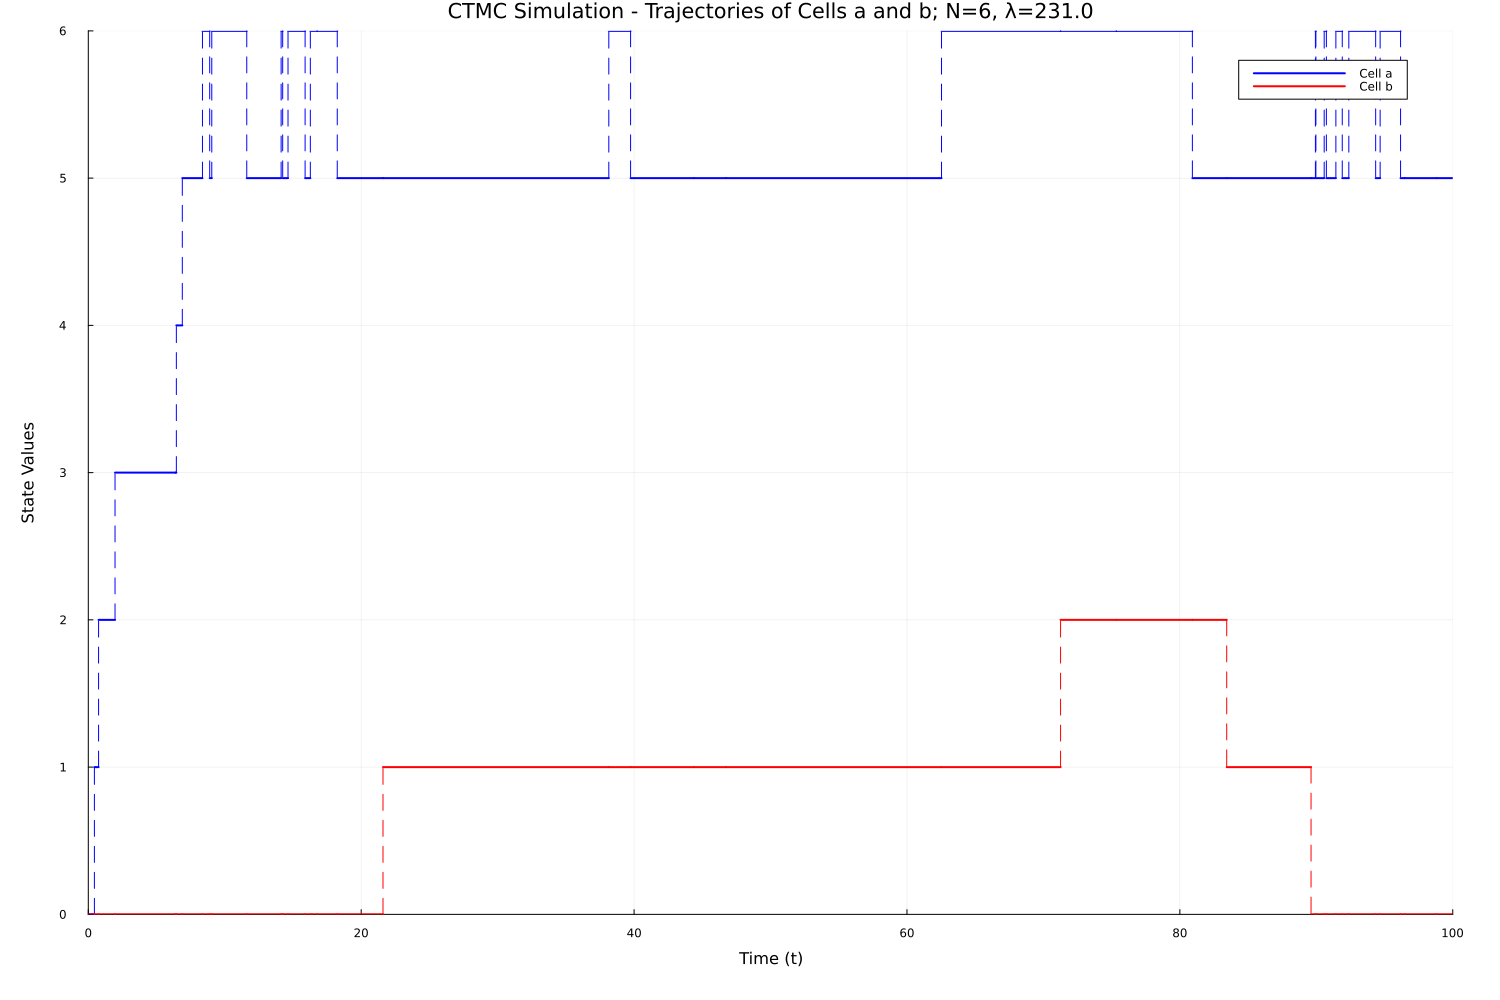 CTMC Simulation - Trajectories of Cells a and b; N=6, λ=231.0
6
Cell a
Cell b
5
4
State Values
3
2
1
0
0 20 40 60 80 100
Time (t)